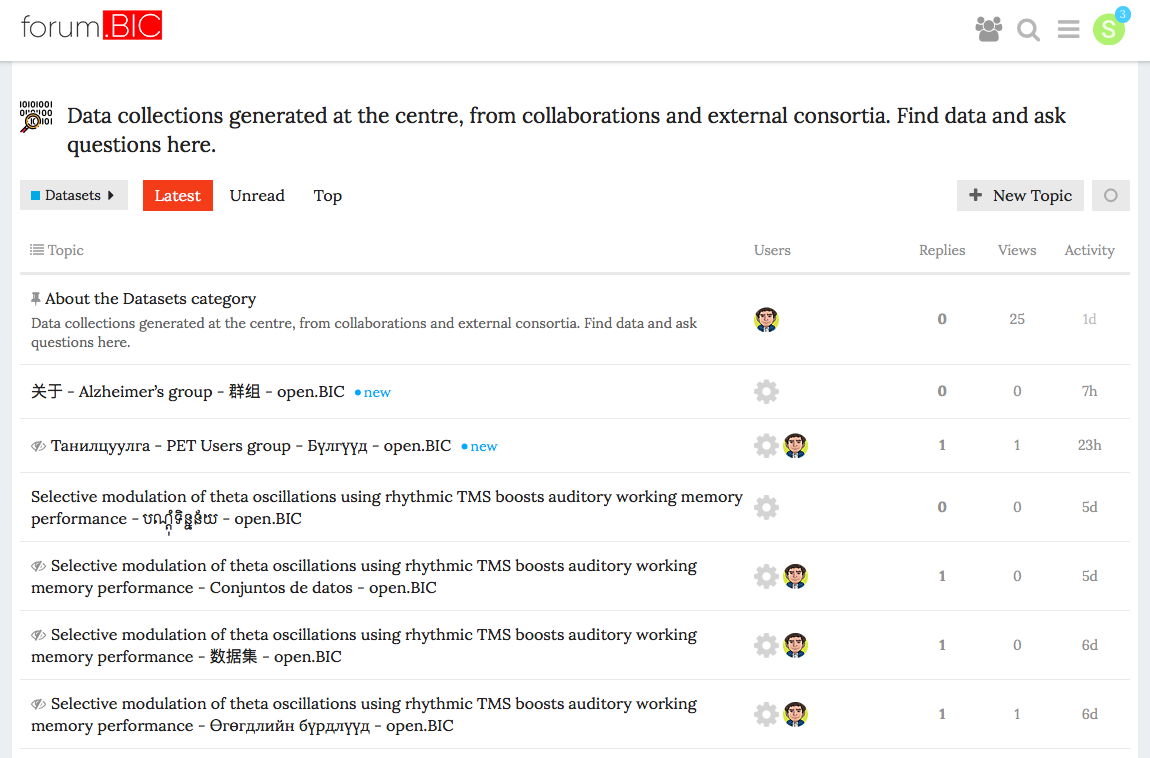 forum.BIC
3
S
Data collections generated at the centre, from collaborations and external consortia. Find data and ask
questions here.
Datasets
Latest
Unread
Top
New Topic
Topic
Users
Replies
Views
Activity
About the Datasets category
Data collections generated at the centre, from collaborations and external consortia. Find data and ask
questions here.
0
25
1d
关于 - Alzheimer’s group - 群组 - open.BIC
new
0
0
7h
Танилцуулга - PET Users group - Бүлгүүд - open.BIC
new
1
1
23h
Selective modulation of theta oscillations using rhythmic TMS boosts auditory working memory
performance - បណ្តុំទិន្នន័យ - open.BIC
0
0
5d
Selective modulation of theta oscillations using rhythmic TMS boosts auditory working
memory performance - Conjuntos de datos - open.BIC
1
0
5d
Selective modulation of theta oscillations using rhythmic TMS boosts auditory working
memory performance - 数据集 - open.BIC
1
0
6d
Selective modulation of theta oscillations using rhythmic TMS boosts auditory working
memory performance - Өгөгдлийн бүрдлүүд - open.BIC
1
1
6d